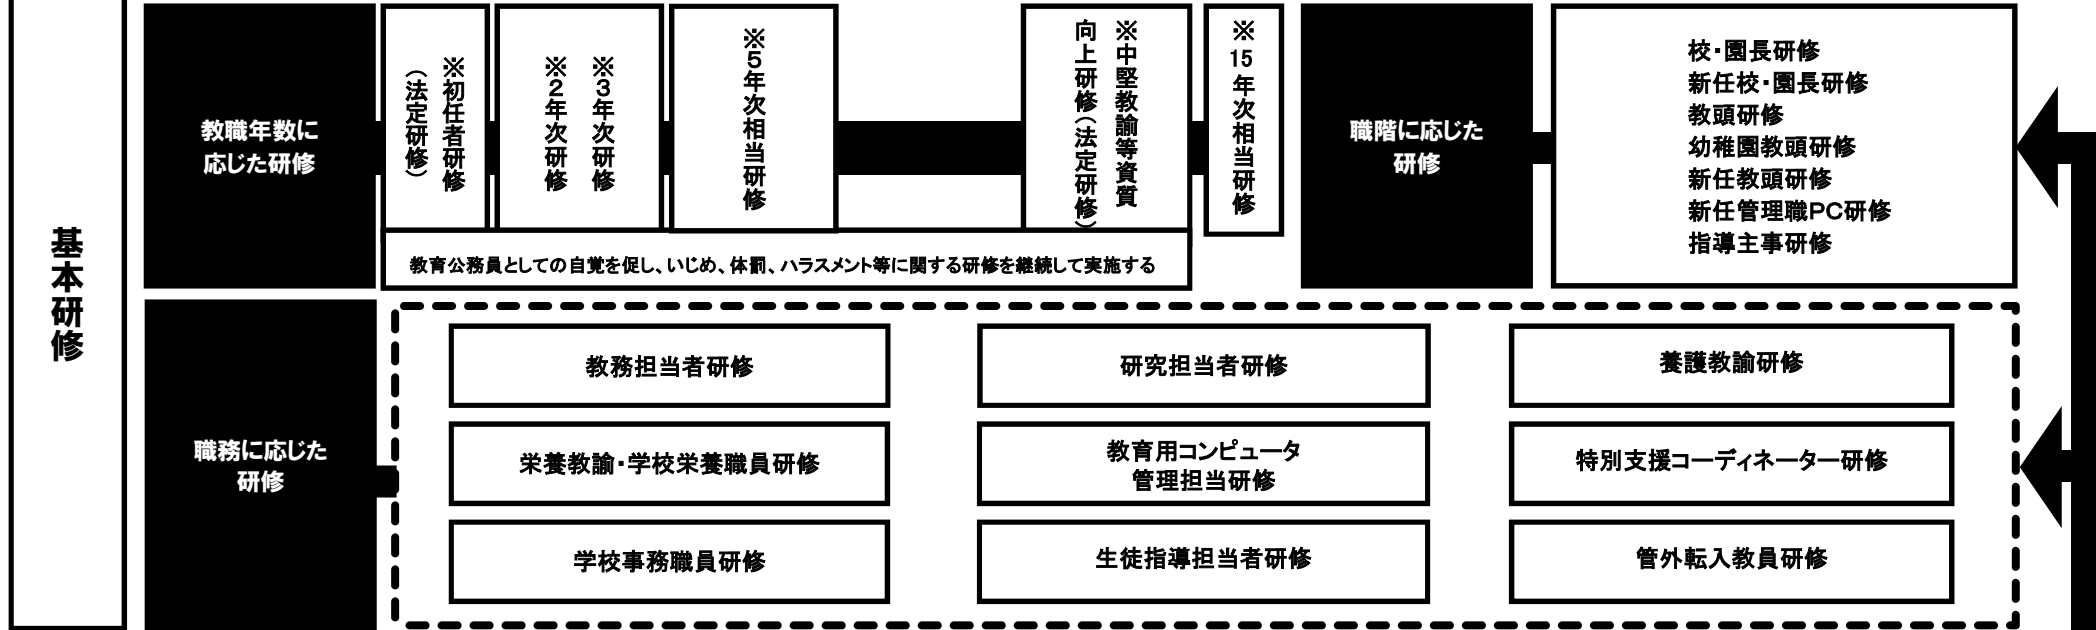 基本研修
教職年数に
応じた研修
※初任者研修
（法定研修）
※３年次研修
※２年次研修
※５年次相当研修
※中堅教諭等資質
向上研修（法定研修）
※15年次相当研修
教育公務員としての自覚を促し、いじめ、体罰、ハラスメント等に関する研修を継続して実施する
職階に応じた
研修
校・園長研修
新任校・園長研修
教頭研修
幼稚園教頭研修
新任教頭研修
新任管理職PC研修
指導主事研修
職務に応じた
研修
教務担当者研修
研究担当者研修
養護教諭研修
栄養教諭・学校栄養職員研修
教育用コンピュータ
管理担当研修
特別支援コーディネーター研修
学校事務職員研修
生徒指導担当者研修
管外転入教員研修